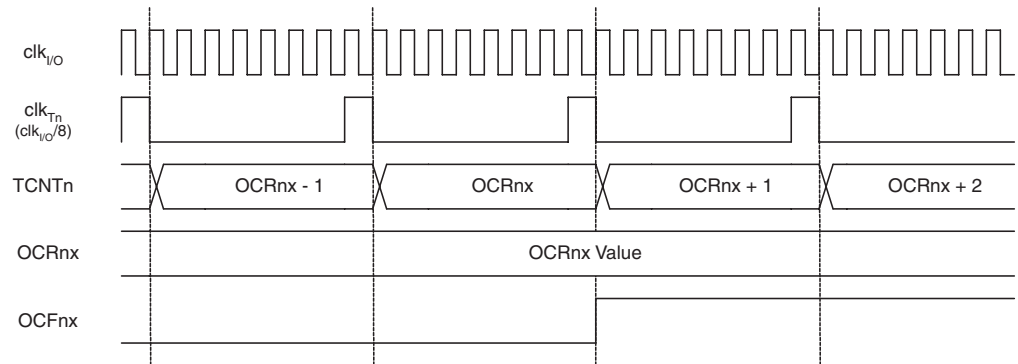 clkI/O
clkTn
(clkI/O/8)
TCNTn
OCRnx - 1
OCRnx
OCRnx + 1
OCRnx + 2
OCRnx
OCRnx Value
OCFnx